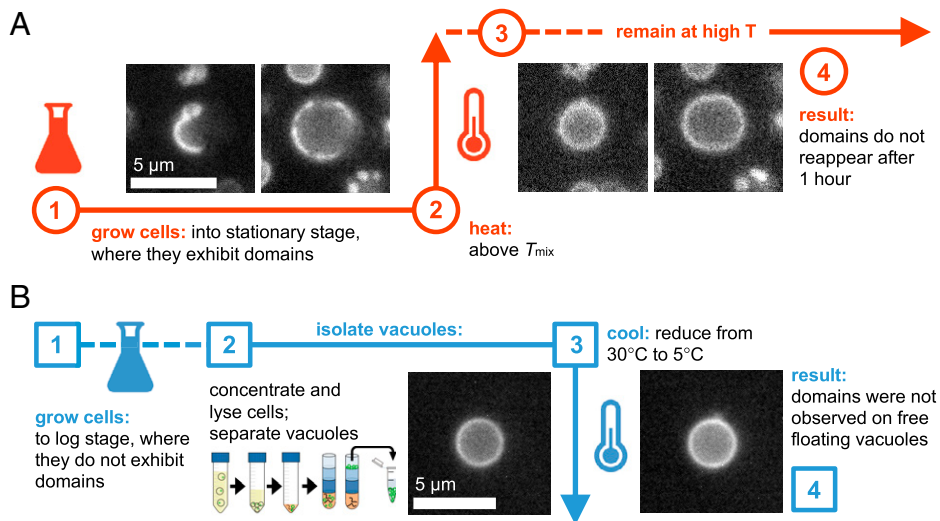 A
1
grow cells: into stationary stage,
where they exhibit domains
5 µm
2
heat:
above Tmix
3
remain at high T
4
result:
domains do not
reappear after
1 hour
B
1
grow cells:
to log stage, where
they do not exhibit
domains
2
isolate vacuoles:
concentrate and
lyse cells;
separate vacuoles
5 µm
3
cool: reduce from
30°C to 5°C
result:
domains were not
observed on free
floating vacuoles
4